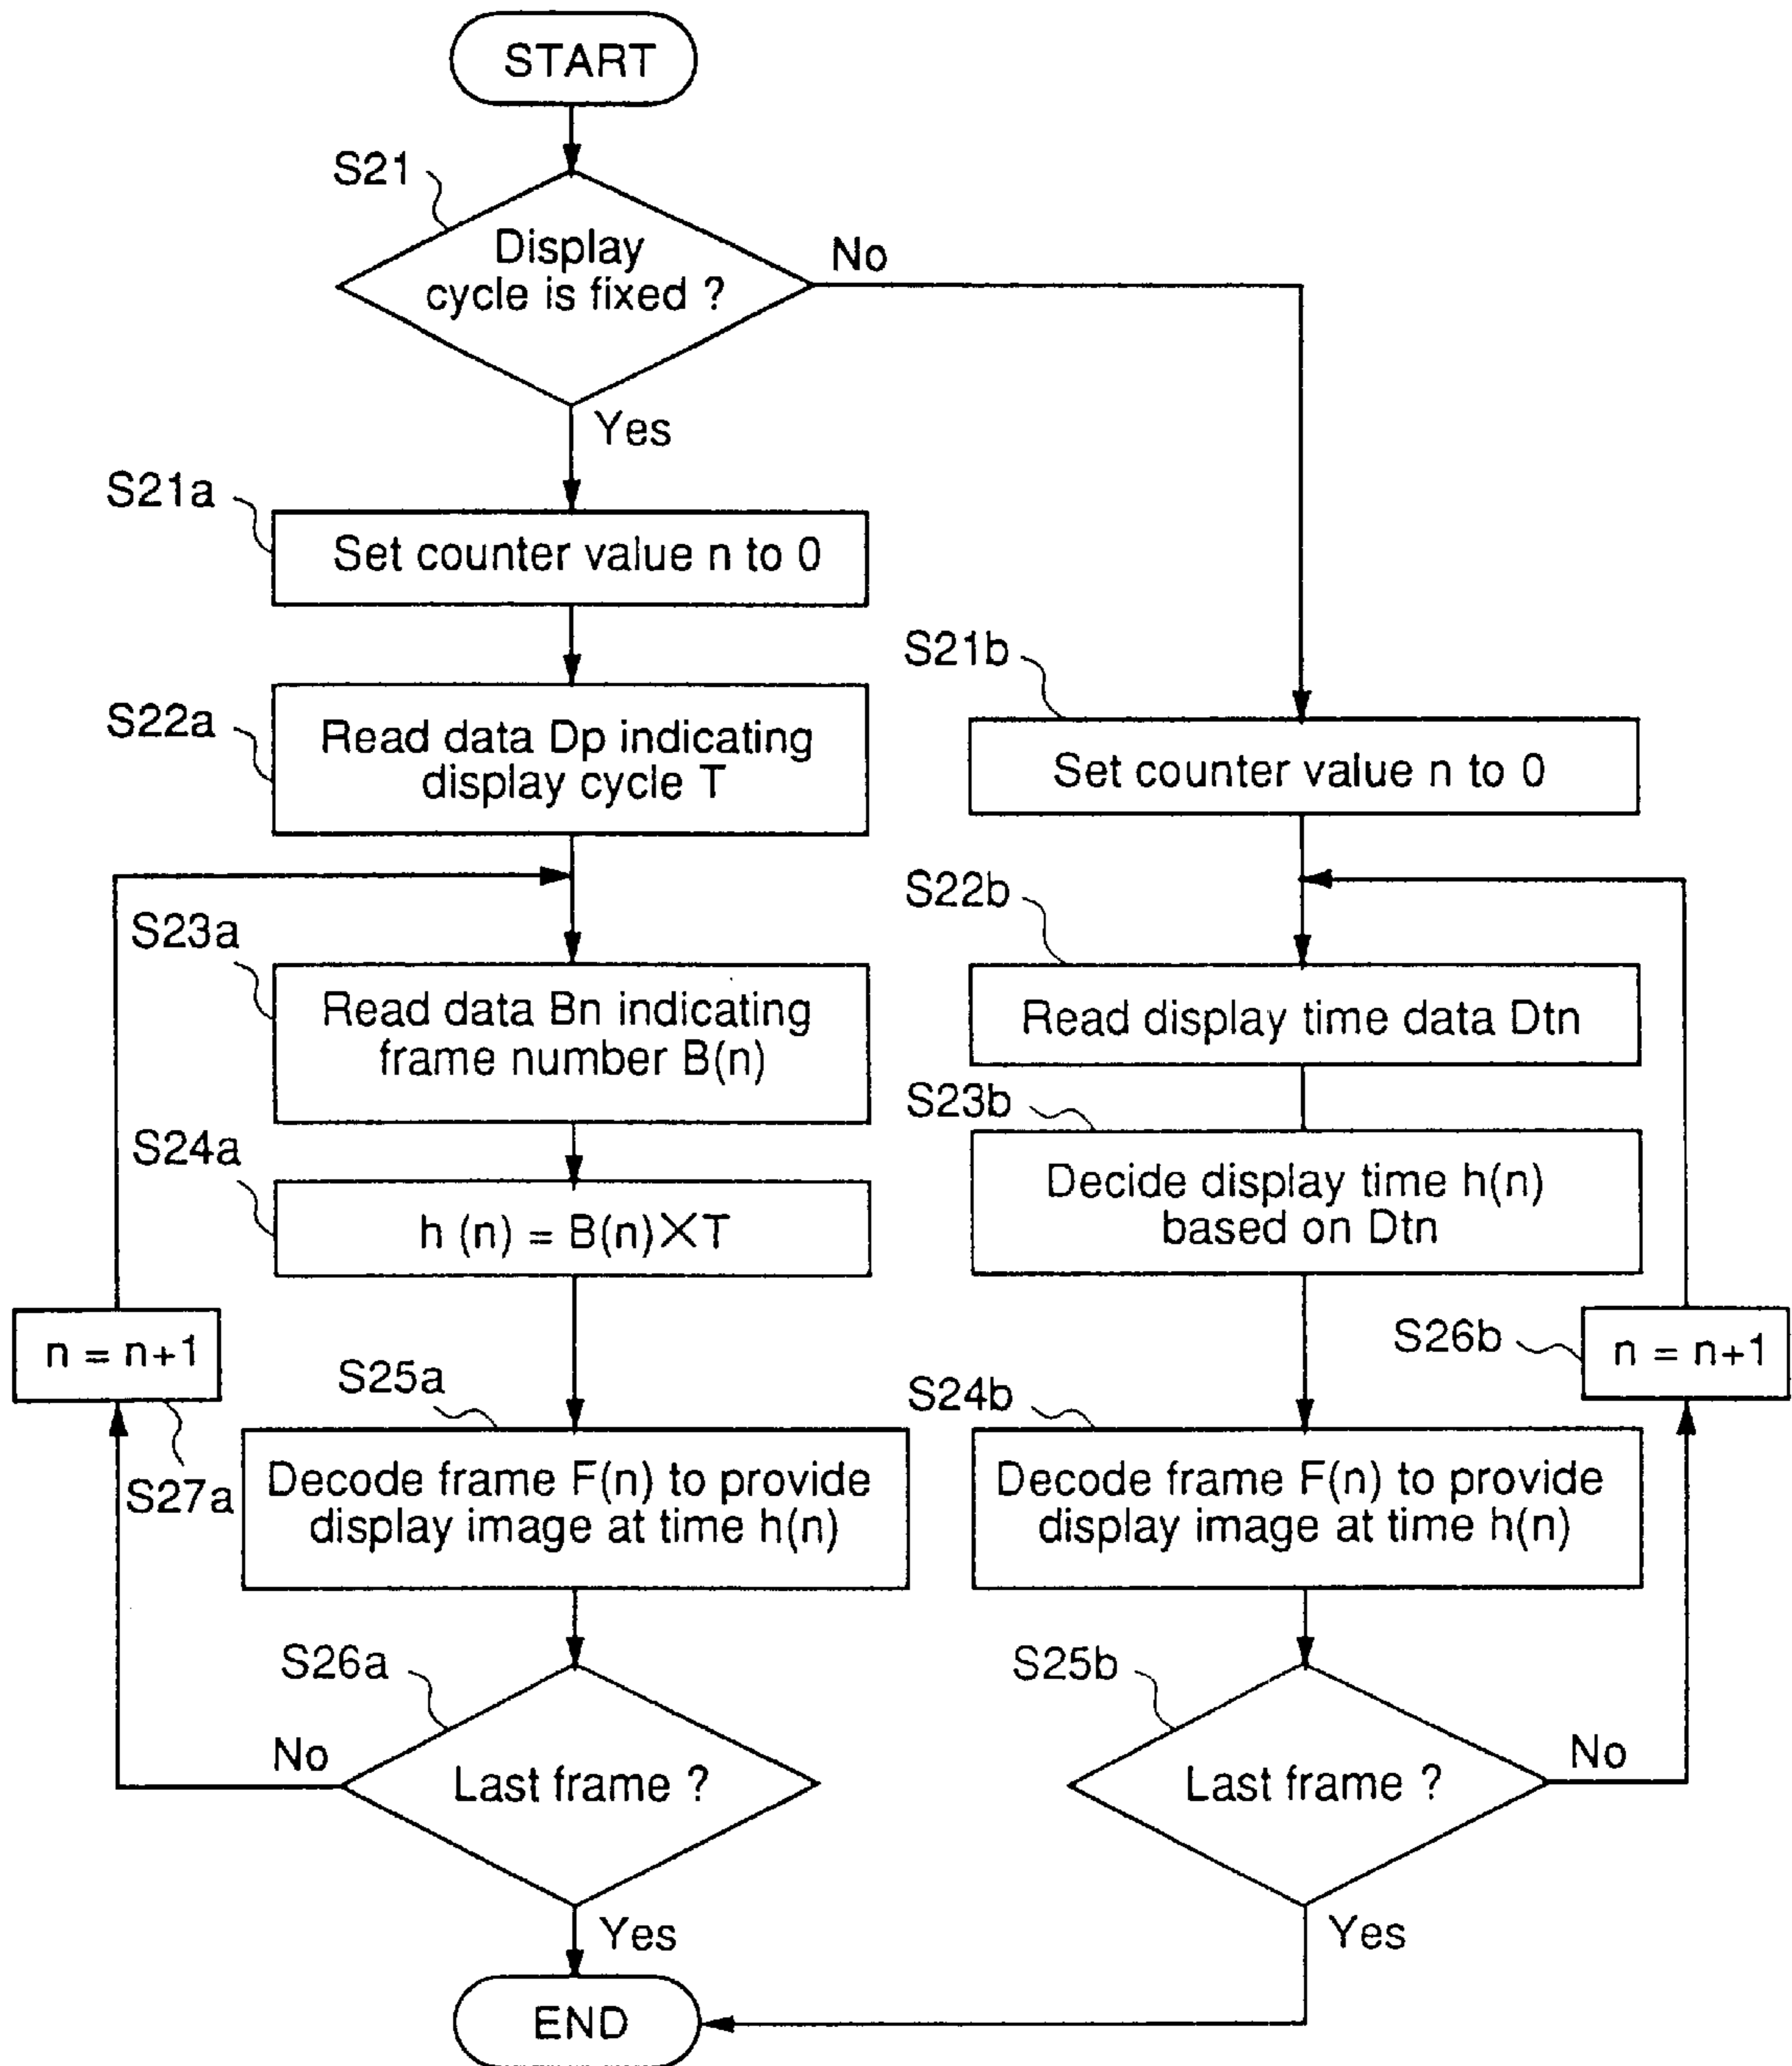 START
S21
Display
cycle is fixed ?
No
Yes
S21a
Set counter value n to 0
S22a
Read data Dp indicating
display cycle T
S23a
Read data Bn indicating
frame number B(n)
S24a
h (n) = B(n)×T
n = n+1
S27a
S25a
Decode frame F(n) to provide
display image at time h(n)
S26a
Last frame ?
No
Yes
S21b
Set counter value n to 0
S22b
Read display time data Dtn
S23b
Decide display time h(n)
based on Dtn
S26b
n = n+1
S24b
Decode frame F(n) to provide
display image at time h(n)
S25b
Last frame ?
No
Yes
END